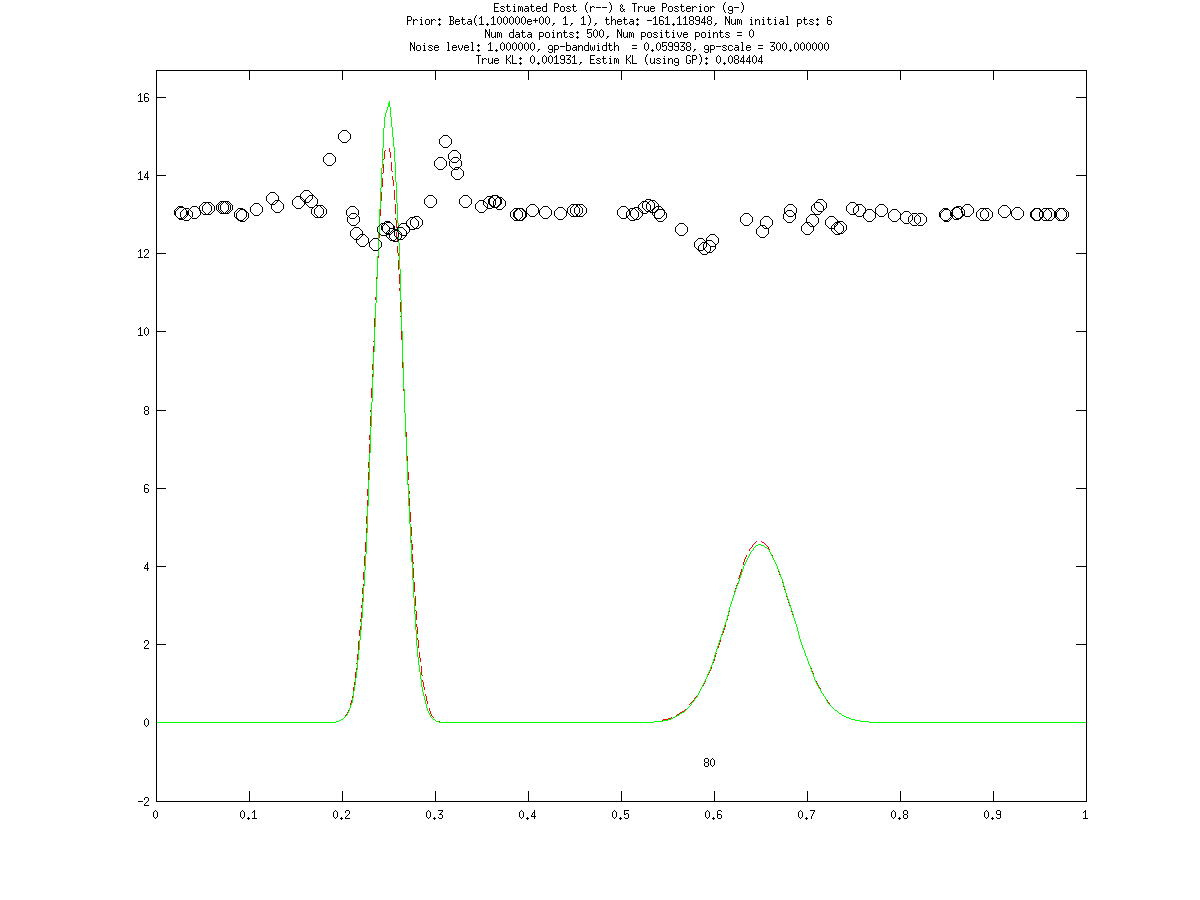 Estimated Post (r--) & True Posterior (g-)
Prior: Beta(1.100000e+00, 1, 1), theta: -161.118948, Num initial pts: 6
Num data points: 500, Num positive points = 0
Noise level: 1.000000, gp-bandwidth  = 0.059938, gp-scale = 300.000000
True KL: 0.001931, Estim KL (using GP): 0.084404
16
14
12
10
8
6
4
2
0
80
-2
0 0.1 0.2 0.3 0.4 0.5 0.6 0.7 0.8 0.9 1